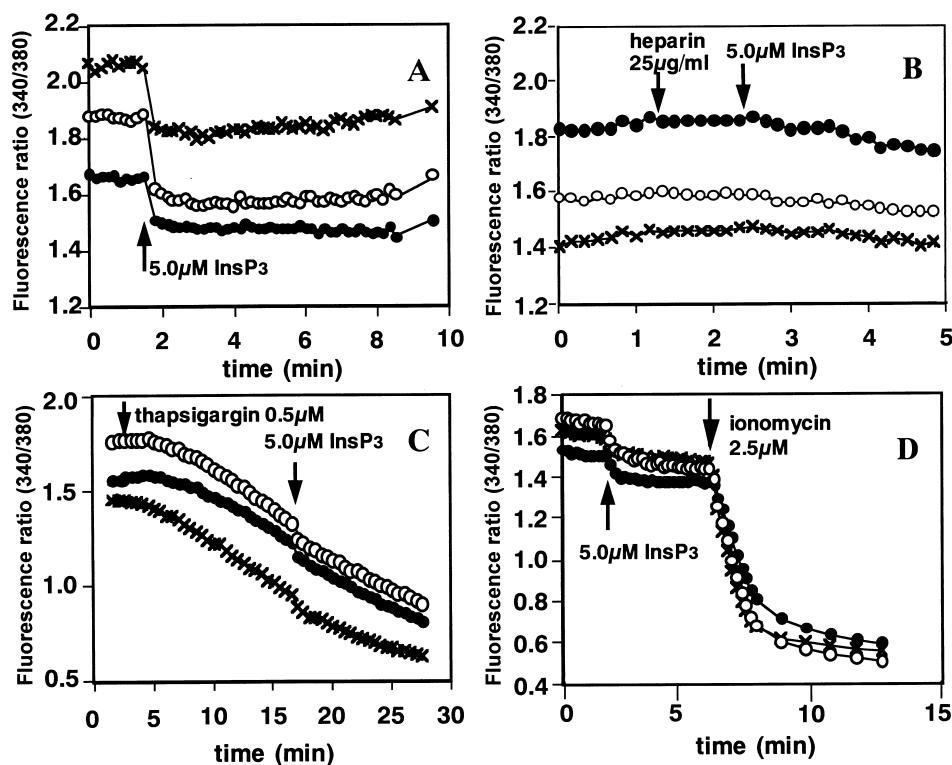 Fluorescence ratio (340/380)
2.2
2.0
1.8
1.6
1.4
1.2
A
5.0µM InsP3
0 2 4 6 8 10
time (min)
Fluorescence ratio (340/380)
2.2
2.0
1.8
1.6
1.4
1.2
heparin
25µg/ml
5.0µM InsP3
B
0 1 2 3 4 5
time (min)
Fluorescence ratio (340/380)
2.0
1.5
1.0
0.5
thapsigargin 0.5µM
5.0µM InsP3
C
0 5 10 15 20 25 30
time (min)
Fluorescence ratio (340/380)
1.8
1.6
1.4
1.2
1.0
0.8
0.6
0.4
ionomycin
2.5µM
D
5.0µM InsP3
0 5 10 15
time (min)